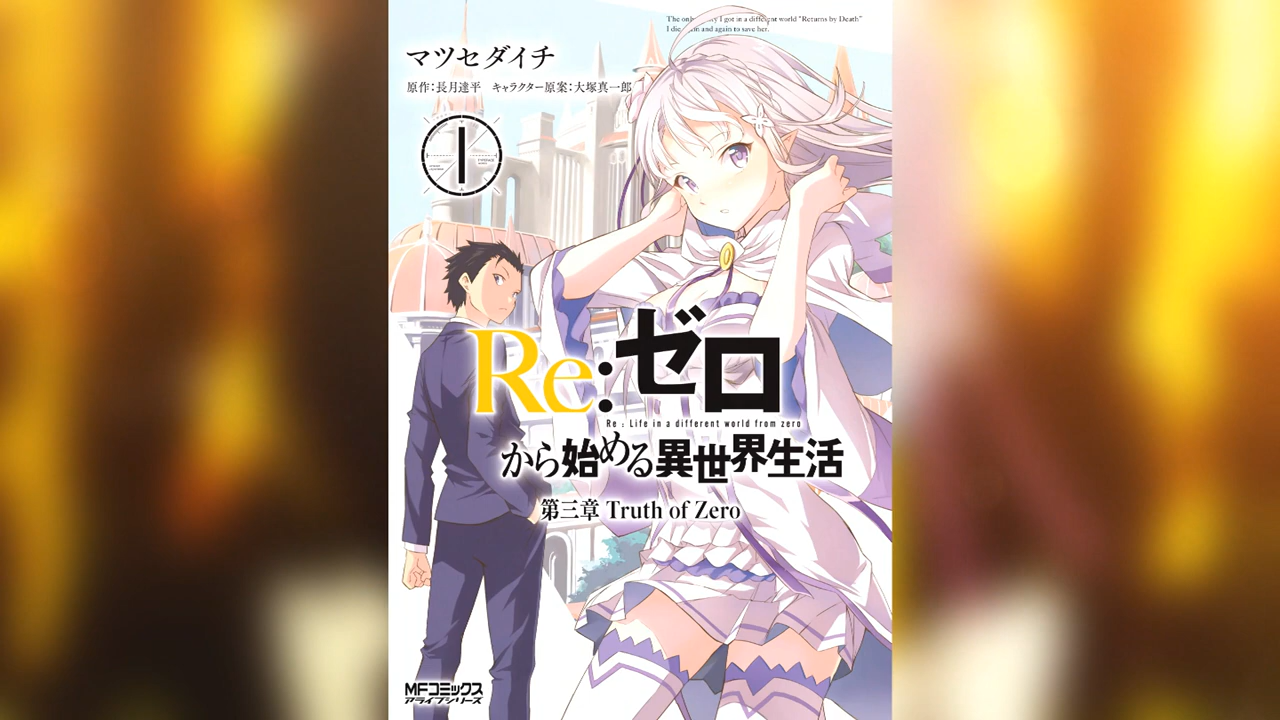 The only I got in a different world "Returns by Death"
I die and again to save her.
マツセダイチ
原作：長月達平 キャラクター原案：大塚真一郎
1
Re:ゼロ
Re : Life in a different world from zero
から始める異世界生活
第三章 Truth of Zero
MFコミックス
アライブシリーズ